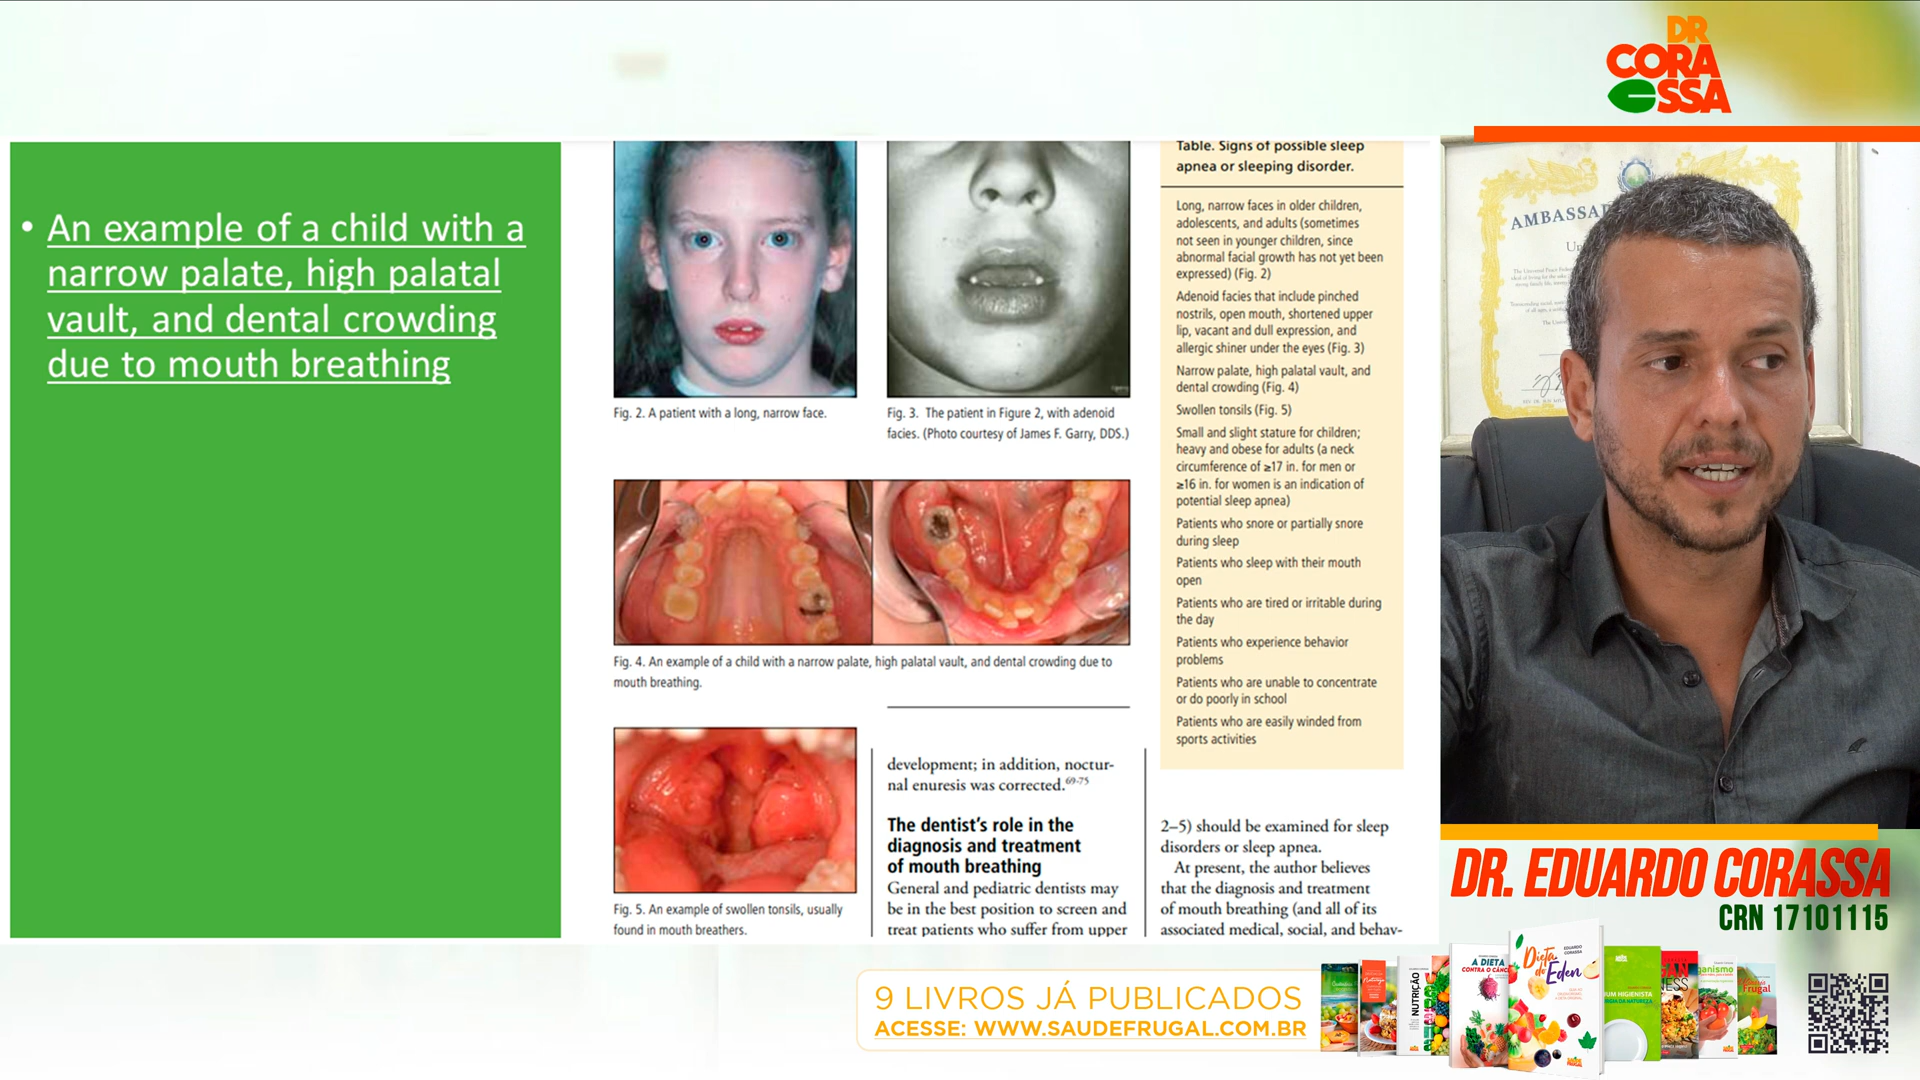 DR
CORA
SSA
• An example of a child with a
narrow palate, high palatal
vault, and dental crowding
due to mouth breathing
Fig. 2. A patient with a long, narrow face.
Fig. 3. The patient in Figure 2, with adenoid
facies. (Photo courtesy of James F. Garry, DDS.)
Fig. 4. An example of a child with a narrow palate, high palatal vault, and dental crowding due to
mouth breathing.
Fig. 5. An example of swollen tonsils, usually
found in mouth breathers.
development; in addition, noctur-
nal enuresis was corrected.69-75
The dentist's role in the
diagnosis and treatment
of mouth breathing
General and pediatric dentists may
be in the best position to screen and
treat patients who suffer from upper
Table. Signs of possible sleep
apnea or sleeping disorder.
Long, narrow faces in older children,
adolescents, and adults (sometimes
not seen in younger children, since
abnormal facial growth has not yet been
expressed) (Fig. 2)
Adenoid facies that include pinched
nostrils, open mouth, shortened upper
lip, vacant and dull expression, and
allergic shiner under the eyes (Fig. 3)
Narrow palate, high palatal vault, and
dental crowding (Fig. 4)
Swollen tonsils (Fig. 5)
Small and slight stature for children;
heavy and obese for adults (a neck
circumference of ≥17 in. for men or
≥16 in. for women is an indication of
potential sleep apnea)
Patients who snore or partially snore
during sleep
Patients who sleep with their mouth
open
Patients who are tired or irritable during
the day
Patients who experience behavior
problems
Patients who are unable to concentrate
or do poorly in school
Patients who are easily winded from
sports activities
2–5) should be examined for sleep
disorders or sleep apnea.
At present, the author believes
that the diagnosis and treatment
of mouth breathing (and all of its
associated medical, social, and behav-
AMBASSA
DR. EDUARDO CORASSA
CRN 17101115
9 LIVROS JÁ PUBLICADOS
ACESSE: WWW.SAUDEFRUGAL.COM.BR
NUTRIÇÃO
A DIETA
CONTRA O CÂNC
Dieta
do Eden
EDUARDO
CORASSA
UM HIGIENISTA
ganismo
Frugal